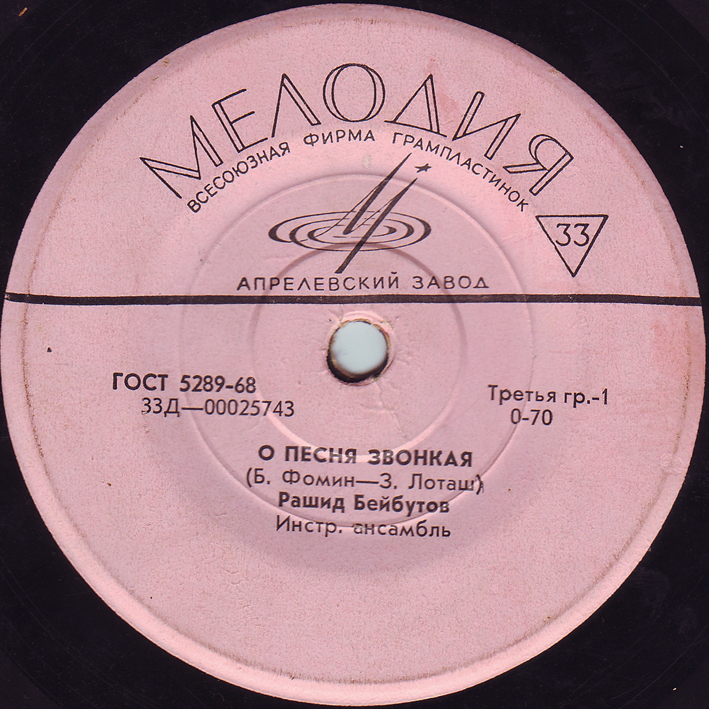 МЕЛОДИЯ
ВСЕСОЮЗНАЯ ФИРМА ГРАМПЛАСТИНОК
33
АПРЕЛЕВСКИЙ ЗАВОД
ГОСТ 5289-68
33Д—00025743
Третья гр.-1
0-70
О ПЕСНЯ ЗВОНКАЯ
(Б. Фомин—З. Лоташ)
Рашид Бейбутов
Инстр. ансамбль